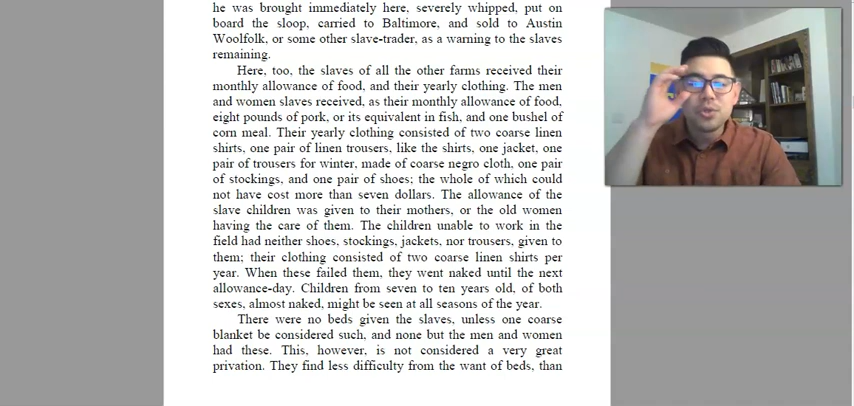 he was brought immediately here, severely whipped, put on
board the sloop, carried to Baltimore, and sold to Austin
Woolfolk, or some other slave-trader, as a warning to the slaves
remaining.
Here, too, the slaves of all the other farms received their
monthly allowance of food, and their yearly clothing. The men
and women slaves received, as their monthly allowance of food,
eight pounds of pork, or its equivalent in fish, and one bushel of
corn meal. Their yearly clothing consisted of two coarse linen
shirts, one pair of linen trousers, like the shirts, one jacket, one
pair of trousers for winter, made of coarse negro cloth, one pair
of stockings, and one pair of shoes; the whole of which could
not have cost more than seven dollars. The allowance of the
slave children was given to their mothers, or the old women
having the care of them. The children unable to work in the
field had neither shoes, stockings, jackets, nor trousers, given to
them; their clothing consisted of two coarse linen shirts per
year. When these failed them, they went naked until the next
allowance-day. Children from seven to ten years old, of both
sexes, almost naked, might be seen at all seasons of the year.
There were no beds given the slaves, unless one coarse
blanket be considered such, and none but the men and women
had these. This, however, is not considered a very great
privation. They find less difficulty from the want of beds, than